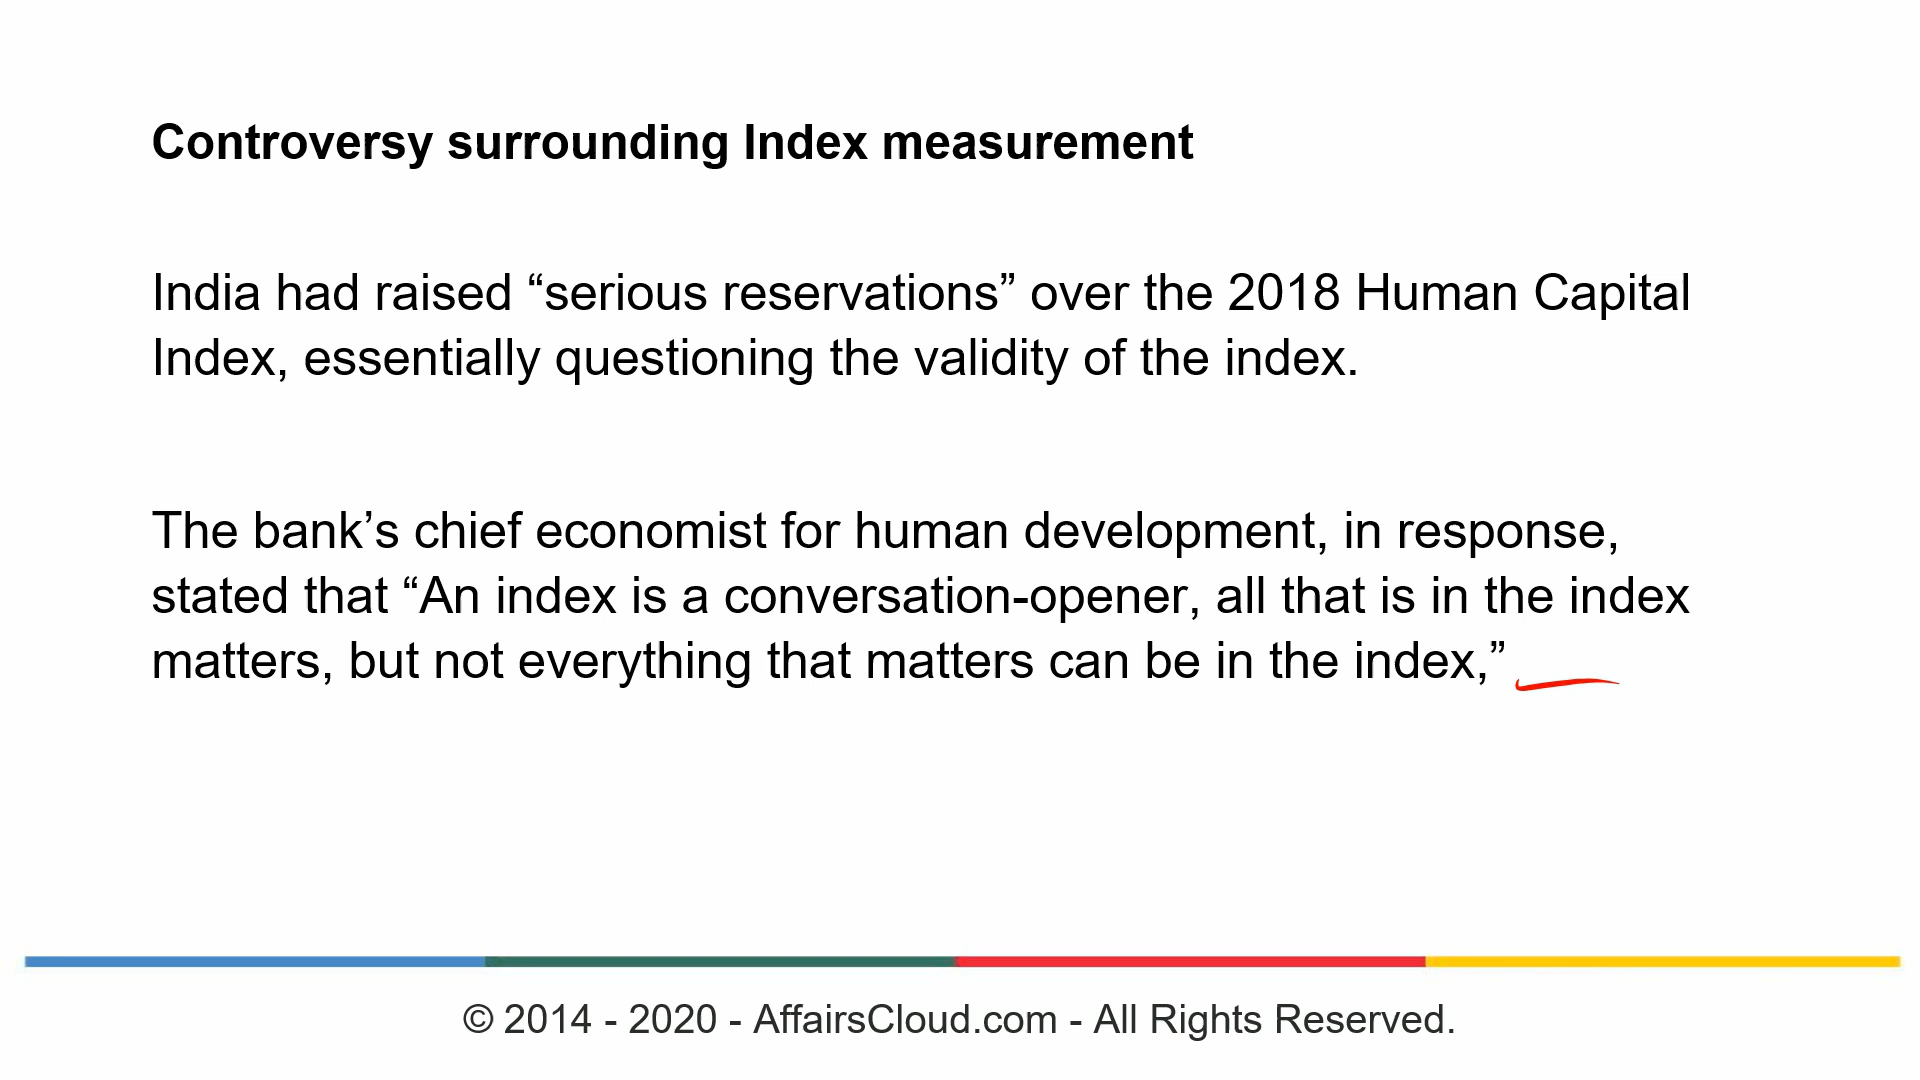 Controversy surrounding Index measurement
India had raised “serious reservations” over the 2018 Human Capital
Index, essentially questioning the validity of the index.
The bank’s chief economist for human development, in response,
stated that “An index is a conversation-opener, all that is in the index
matters, but not everything that matters can be in the index,”
© 2014 - 2020 - AffairsCloud.com - All Rights Reserved.